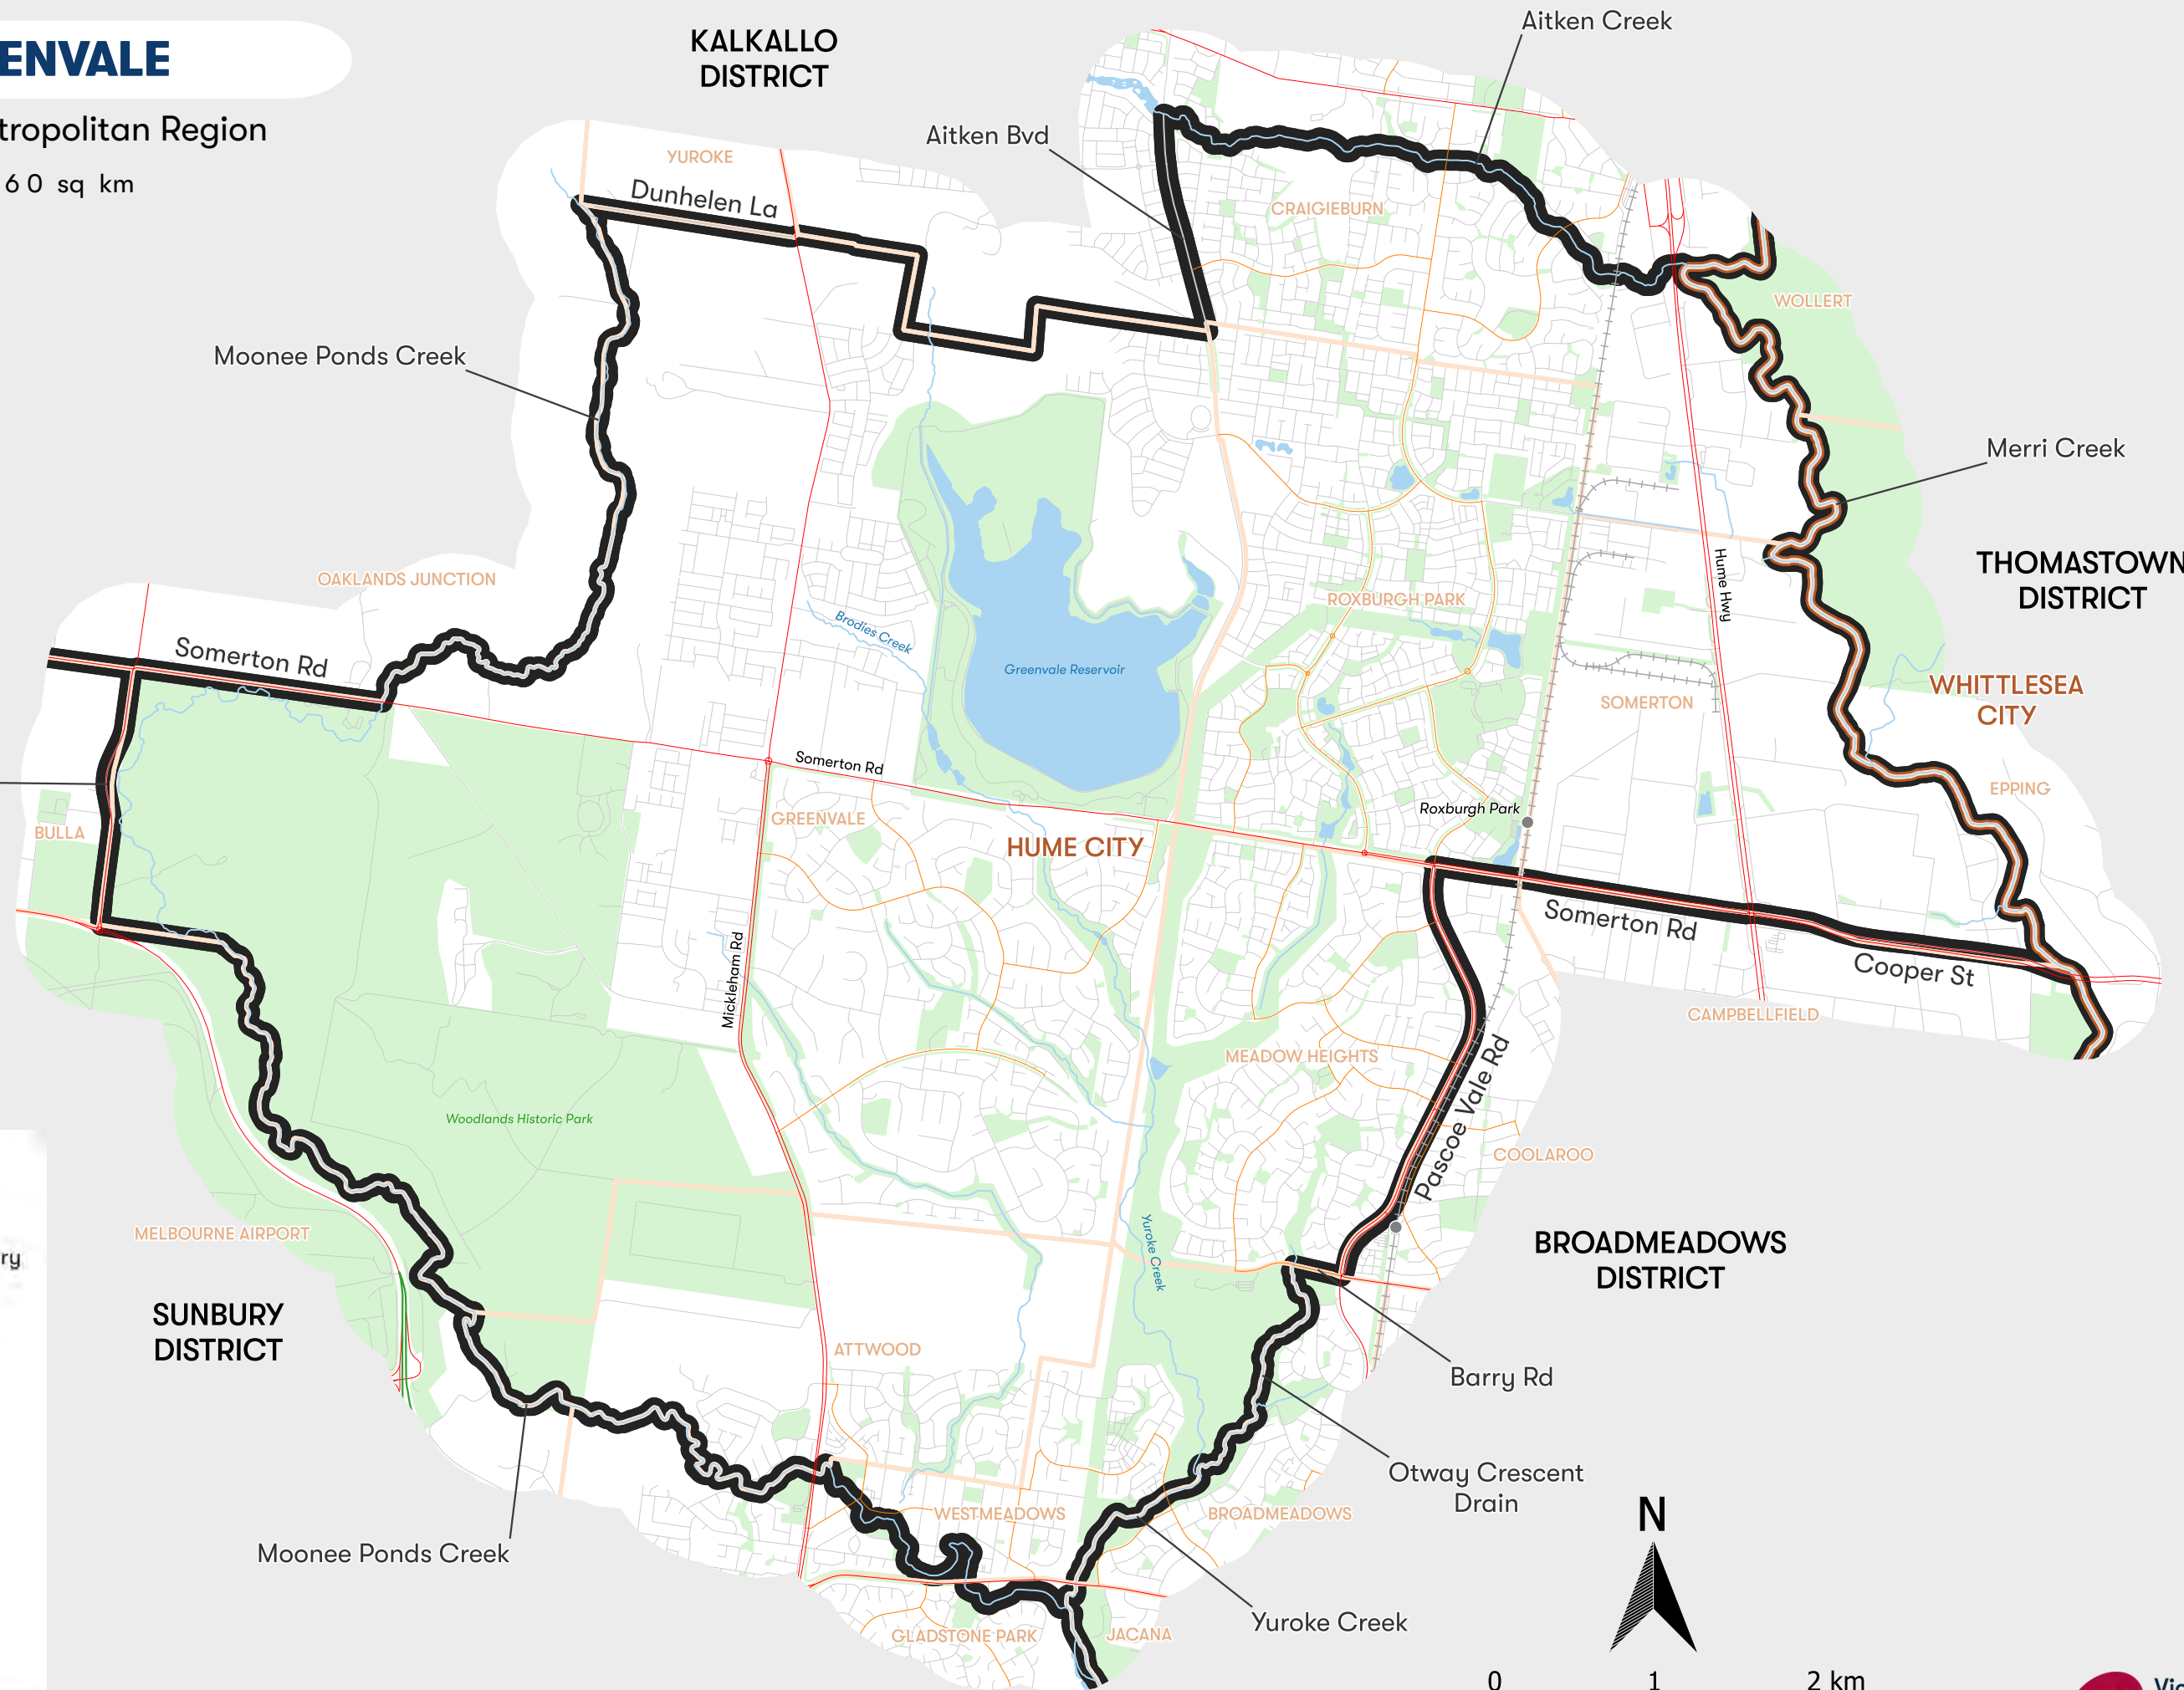 ENVALE
tropolitan Region
60 sq km
KALKALLO
DISTRICT
Aitken Creek
Aitken Bvd
YUROKE
Dunhelen La
CRAIGIEBURN
WOLLERT
Moonee Ponds Creek
Merri Creek
THOMASTOWN
DISTRICT
Hume Hwy
OAKLANDS JUNCTION
ROXBURGH PARK
Brodies Creek
Somerton Rd
Greenvale Reservoir
SOMERTON
WHITTLESEA
CITY
Somerton Rd
EPPING
Roxburgh Park
BULLA
GREENVALE
HUME CITY
Somerton Rd
Cooper St
Mickleham Rd
CAMPBELLFIELD
MEADOW HEIGHTS
Pascoe Vale Rd
Woodlands Historic Park
COOLAROO
MELBOURNE AIRPORT
Yuroke Creek
BROADMEADOWS
DISTRICT
ry
SUNBURY
DISTRICT
ATTWOOD
Barry Rd
Otway Crescent
Drain
WESTMEADOWS
BROADMEADOWS
N
Moonee Ponds Creek
Yuroke Creek
GLADSTONE PARK
JACANA
0 1 2 km